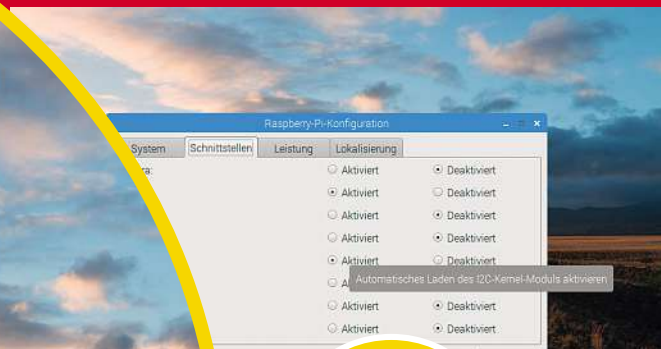 Raspberry-Pi-Konfiguration
System Schnittstellen Leistung Lokalisierung
Aktiviert Deaktiviert
Aktiviert Deaktiviert
Aktiviert Deaktiviert
Aktiviert Deaktiviert
Aktiviert Deaktiviert
Automatisches Laden des I2C-Kernel-Moduls aktivieren
Aktiviert Deaktiviert
Aktiviert Deaktiviert